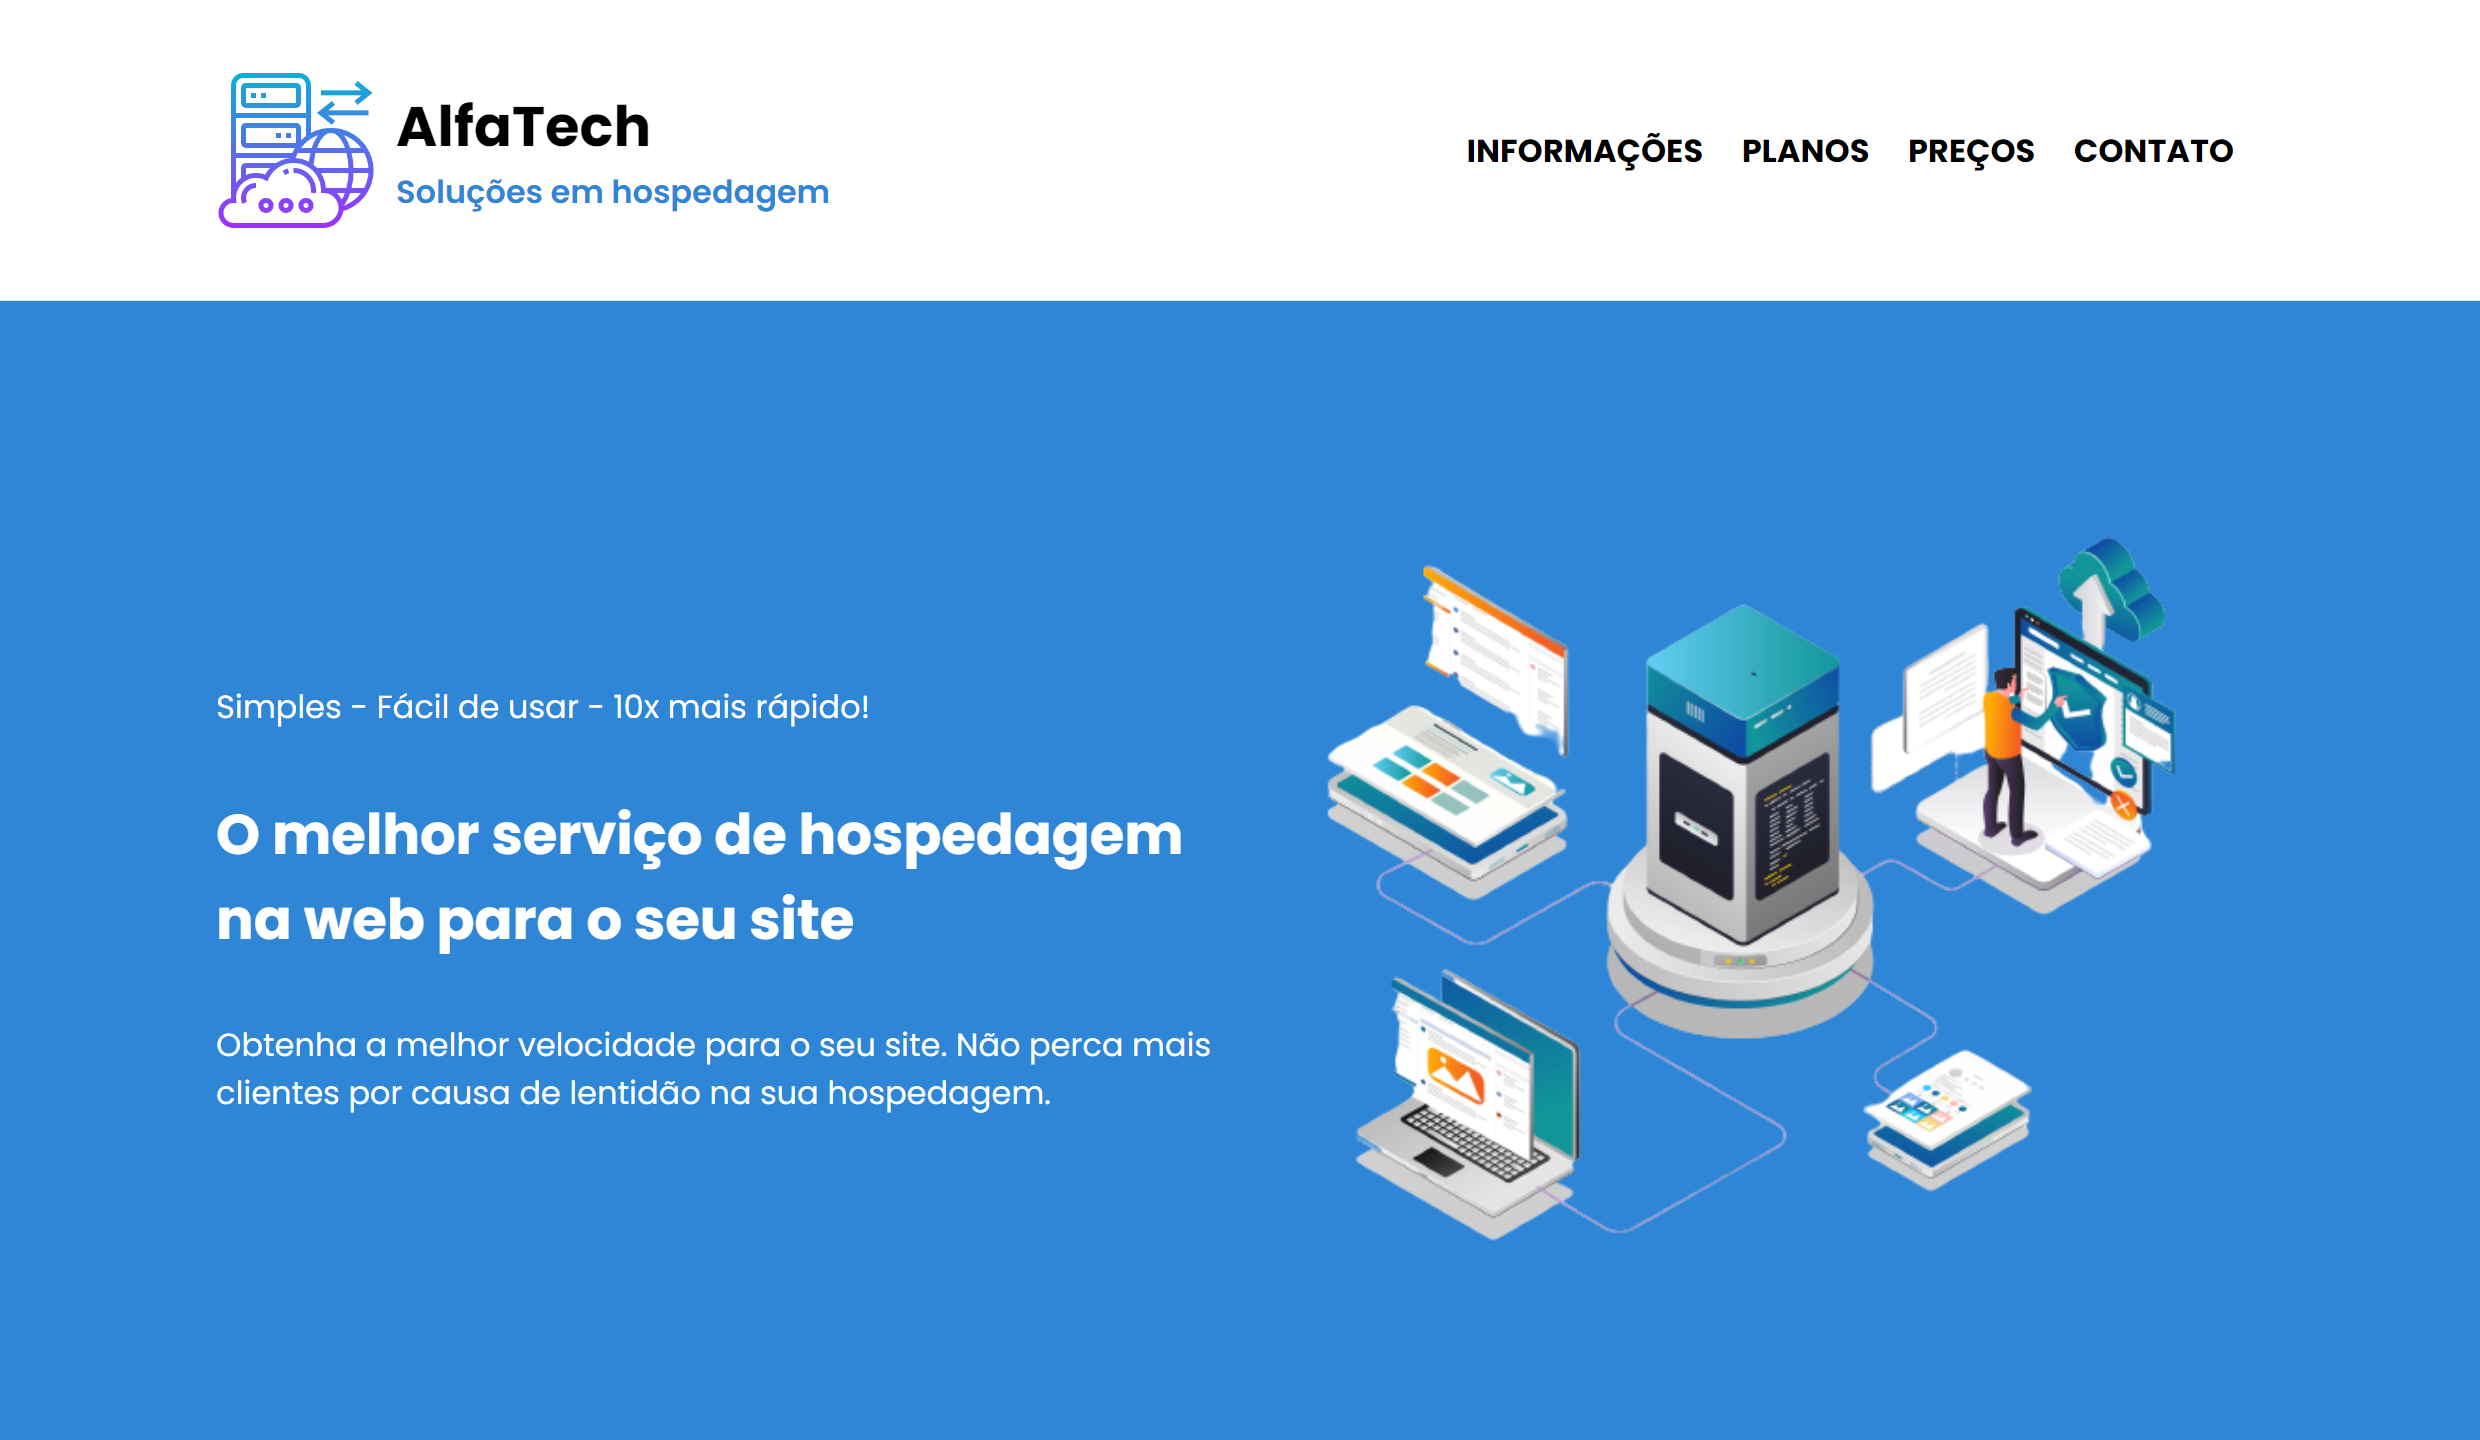 AlfaTech
Soluções em hospedagem
INFORMAÇÕES PLANOS PREÇOS CONTATO
Simples - Fácil de usar - 10x mais rápido!
O melhor serviço de hospedagem
na web para o seu site
Obtenha a melhor velocidade para o seu site. Não perca mais
clientes por causa de lentidão na sua hospedagem.